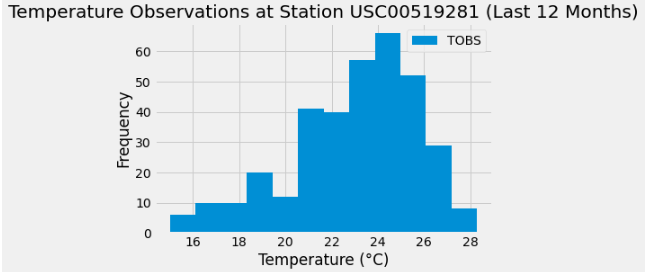 Temperature Observations at Station USC00519281 (Last 12 Months)
TOBS
60
50
40
30
20
10
0
Frequency
16 18 20 22 24 26 28
Temperature (°C)